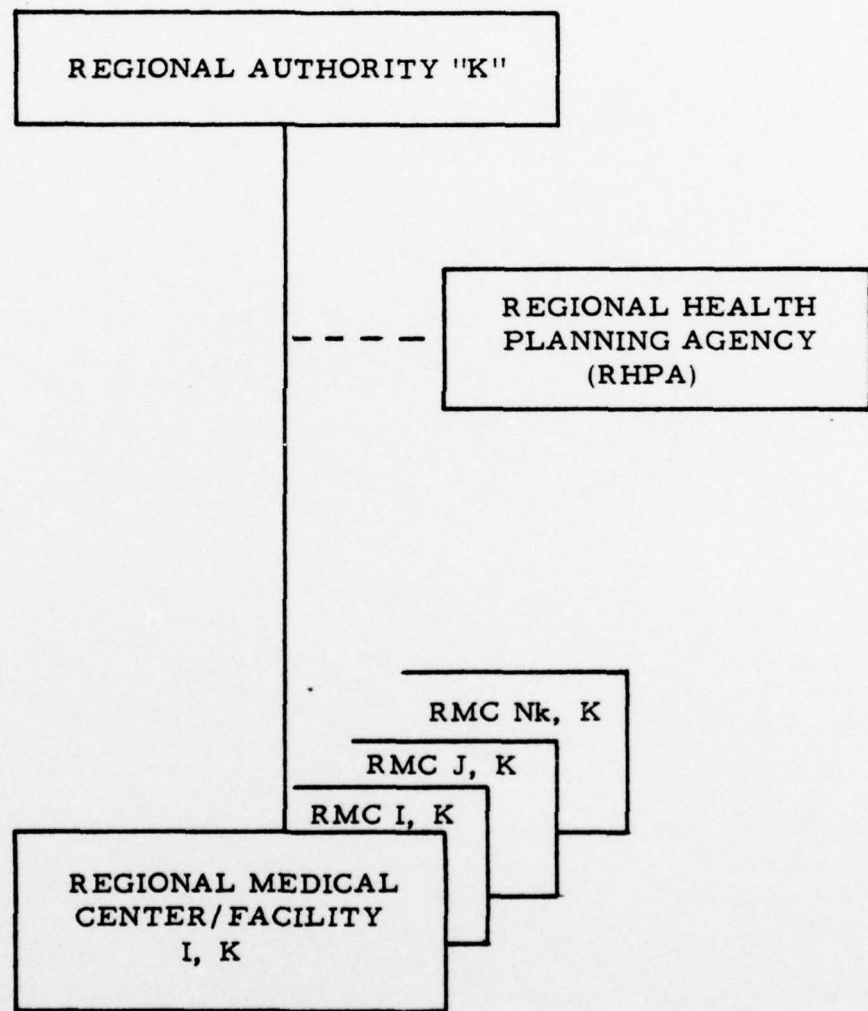 REGIONAL AUTHORITY "K"
REGIONAL HEALTH
PLANNING AGENCY
(RHPA)
RMC Nk, K
RMC J, K
RMC I, K
REGIONAL MEDICAL
CENTER/FACILITY
I, K